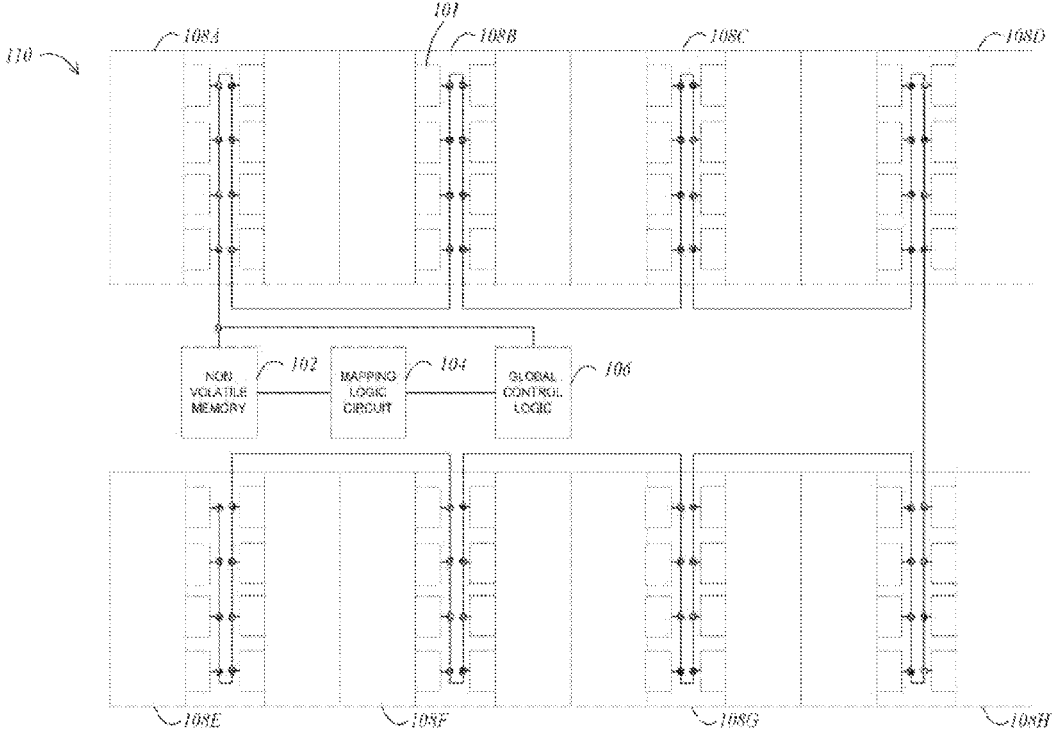 101
108A
108B
108C
108D
110
NON
VOLATILE
MEMORY
102
MAPPING
LOGIC
CIRCUIT
104
GLOBAL
CONTROL
LOGIC
106
108E
108F
108G
108H